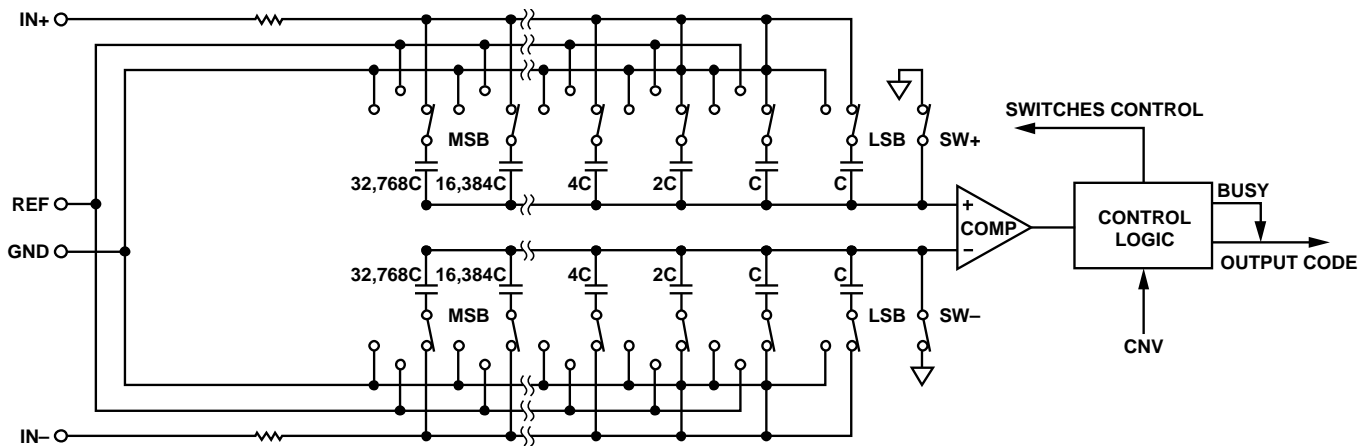 IN+
SWITCHES CONTROL
MSB
LSB
SW+
32,768C
16,384C
4C
2C
C
C
REF
BUSY
+
COMP
−
CONTROL
LOGIC
GND
OUTPUT CODE
32,768C
16,384C
4C
2C
C
C
MSB
LSB
SW–
CNV
IN–